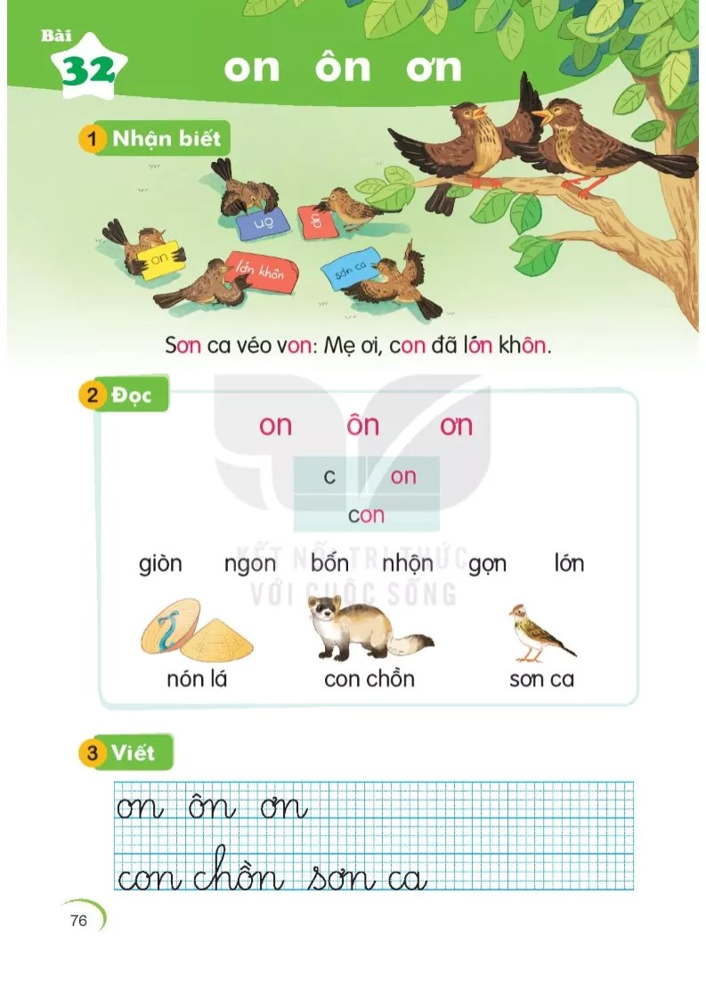 Bài
32
on ôn ơn
1 Nhận biết
ôn
ơn
on
lớn khôn
sơn ca
Sơn ca véo von: Mẹ ơi, con đã lớn khôn.
2 Đọc
on ôn ơn
c on
con
KẾT NỐI TRI THỨC
VỚI CUỘC SỐNG
giòn ngon bốn nhộn gợn lớn
nón lá con chồn sơn ca
3 Viết
on ôn ơn
con chồn sơn ca
76